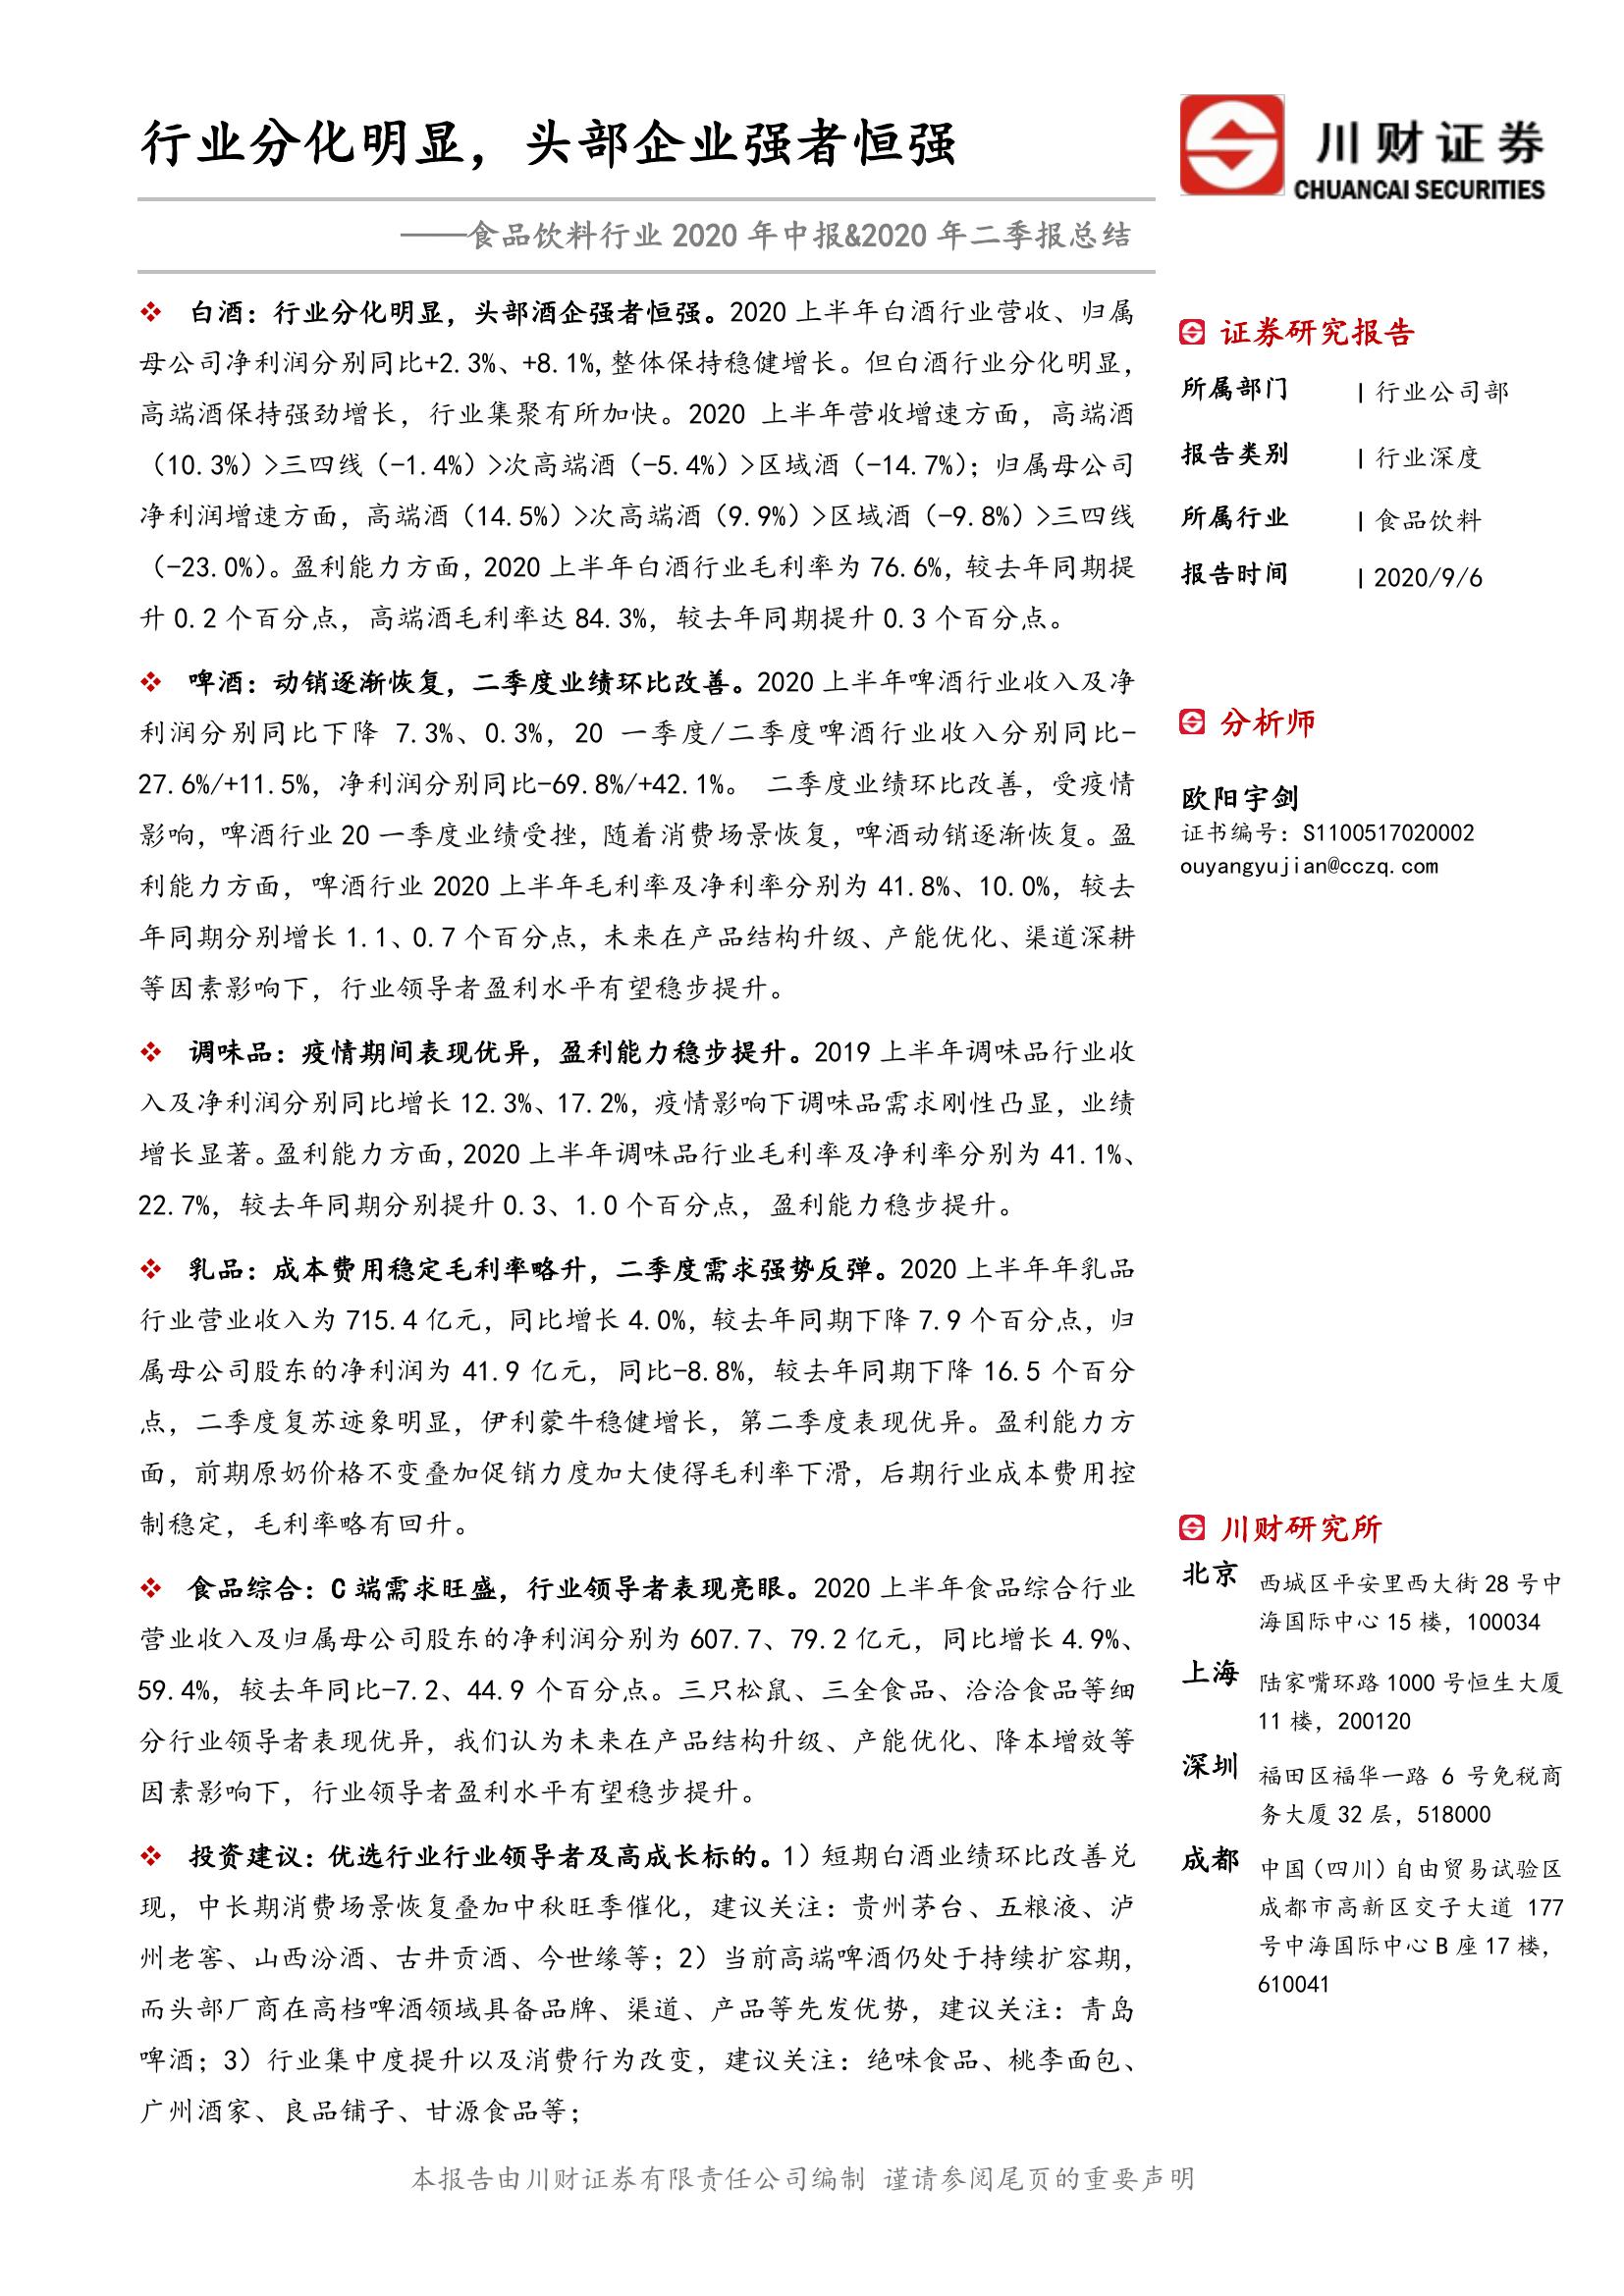 行业分化明显，头部企业强者恒强
——食品饮料行业 2020 年中报&2020 年二季报总结
川财证券
CHUANCAI SECURITIES
❖ 白酒：行业分化明显，头部酒企强者恒强。2020 上半年白酒行业营收、归属
母公司净利润分别同比+2.3%、+8.1%,整体保持稳健增长。但白酒行业分化明显，
高端酒保持强劲增长，行业集聚有所加快。2020 上半年营收增速方面，高端酒
（10.3%）>三四线（-1.4%）>次高端酒（-5.4%）>区域酒（-14.7%）；归属母公司
净利润增速方面，高端酒（14.5%）>次高端酒（9.9%）>区域酒（-9.8%）>三四线
（-23.0%）。盈利能力方面，2020 上半年白酒行业毛利率为 76.6%，较去年同期提
升 0.2 个百分点，高端酒毛利率达 84.3%，较去年同期提升 0.3 个百分点。
❖ 啤酒：动销逐渐恢复，二季度业绩环比改善。2020 上半年啤酒行业收入及净
利润分别同比下降 7.3%、0.3%，20 一季度/二季度啤酒行业收入分别同比-
27.6%/+11.5%，净利润分别同比-69.8%/+42.1%。 二季度业绩环比改善，受疫情
影响，啤酒行业 20 一季度业绩受挫，随着消费场景恢复，啤酒动销逐渐恢复。盈
利能力方面，啤酒行业 2020 上半年毛利率及净利率分别为 41.8%、10.0%，较去
年同期分别增长 1.1、0.7 个百分点，未来在产品结构升级、产能优化、渠道深耕
等因素影响下，行业领导者盈利水平有望稳步提升。
❖ 调味品：疫情期间表现优异，盈利能力稳步提升。2019 上半年调味品行业收
入及净利润分别同比增长 12.3%、17.2%，疫情影响下调味品需求刚性凸显，业绩
增长显著。盈利能力方面，2020 上半年调味品行业毛利率及净利率分别为 41.1%、
22.7%，较去年同期分别提升 0.3、1.0 个百分点，盈利能力稳步提升。
❖ 乳品：成本费用稳定毛利率略升，二季度需求强势反弹。2020 上半年年乳品
行业营业收入为 715.4 亿元，同比增长 4.0%，较去年同期下降 7.9 个百分点，归
属母公司股东的净利润为 41.9 亿元，同比-8.8%，较去年同期下降 16.5 个百分
点，二季度复苏迹象明显，伊利蒙牛稳健增长，第二季度表现优异。盈利能力方
面，前期原奶价格不变叠加促销力度加大使得毛利率下滑，后期行业成本费用控
制稳定，毛利率略有回升。
❖ 食品综合：C 端需求旺盛，行业领导者表现亮眼。2020 上半年食品综合行业
营业收入及归属母公司股东的净利润分别为 607.7、79.2 亿元，同比增长 4.9%、
59.4%，较去年同比-7.2、44.9 个百分点。三只松鼠、三全食品、洽洽食品等细
分行业领导者表现优异，我们认为未来在产品结构升级、产能优化、降本增效等
因素影响下，行业领导者盈利水平有望稳步提升。
❖ 投资建议：优选行业行业领导者及高成长标的。1）短期白酒业绩环比改善兑
现，中长期消费场景恢复叠加中秋旺季催化，建议关注：贵州茅台、五粮液、泸
州老窖、山西汾酒、古井贡酒、今世缘等；2）当前高端啤酒仍处于持续扩容期，
而头部厂商在高档啤酒领域具备品牌、渠道、产品等先发优势，建议关注：青岛
啤酒；3）行业集中度提升以及消费行为改变，建议关注：绝味食品、桃李面包、
广州酒家、良品铺子、甘源食品等；
证券研究报告
所属部门 | 行业公司部
报告类别 | 行业深度
所属行业 | 食品饮料
报告时间 | 2020/9/6
分析师
欧阳宇剑
证书编号：S1100517020002
ouyangyujian@cczq.com
川财研究所
北京 西城区平安里西大街 28 号中
海国际中心 15 楼，100034
上海 陆家嘴环路 1000 号恒生大厦
11 楼，200120
深圳 福田区福华一路 6 号免税商
务大厦 32 层，518000
成都 中国（四川）自由贸易试验区
成都市高新区交子大道 177
号中海国际中心 B 座 17 楼，
610041
本报告由川财证券有限责任公司编制 谨请参阅尾页的重要声明